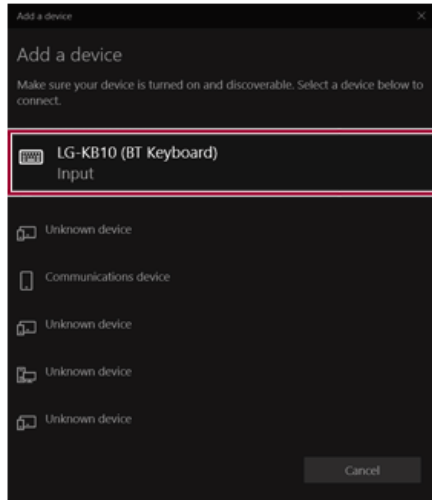 Add a device
Add a device
Make sure your device is turned on and discoverable. Select a device below to
connect.
LG-KB10 (BT Keyboard)
Input
Unknown device
Communications device
Unknown device
Unknown device
Unknown device
Cancel